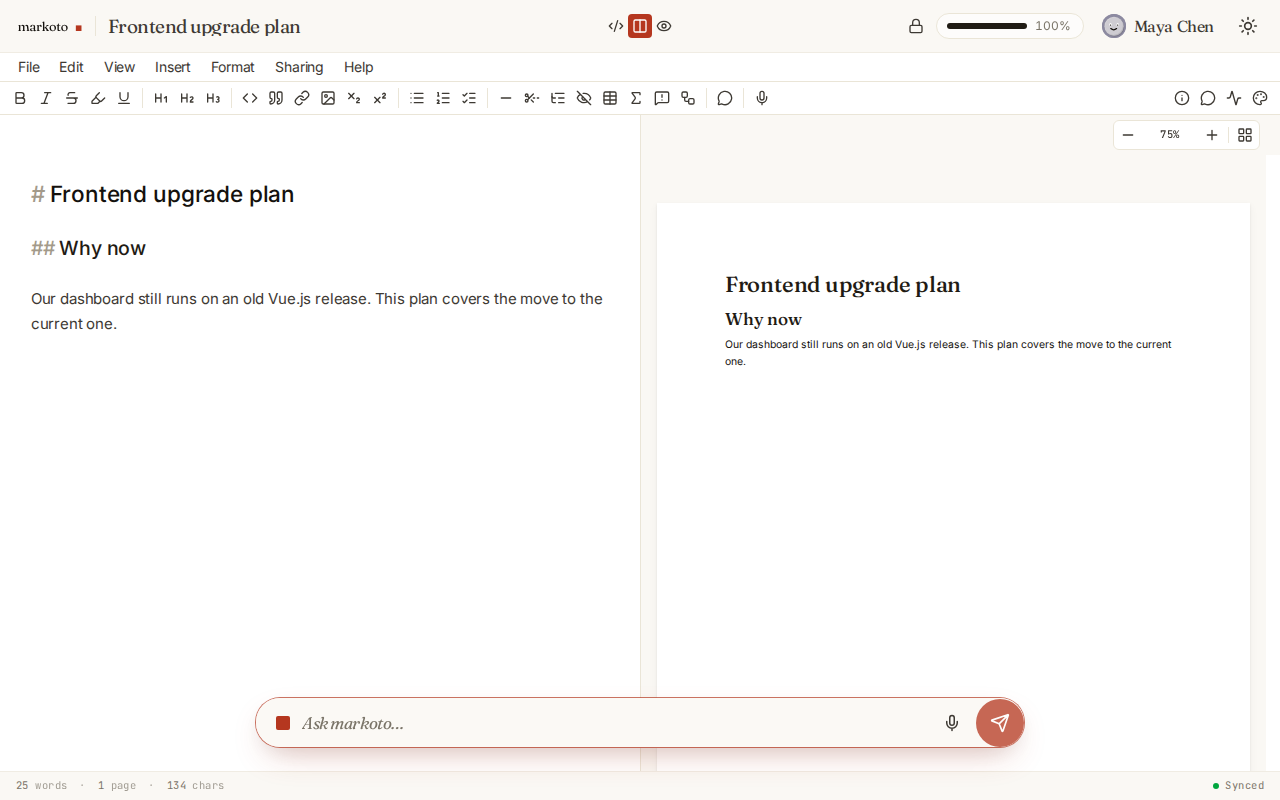 markoto
Frontend upgrade plan
100%
Maya Chen
File Edit View Insert Format Sharing Help
H1 H2 H3
75%
# Frontend upgrade plan
## Why now
Our dashboard still runs on an old Vue.js release. This plan covers the move to the
current one.
Frontend upgrade plan
Why now
Our dashboard still runs on an old Vue.js release. This plan covers the move to the current
one.
Ask markoto...
25 words · 1 page · 134 chars
Synced